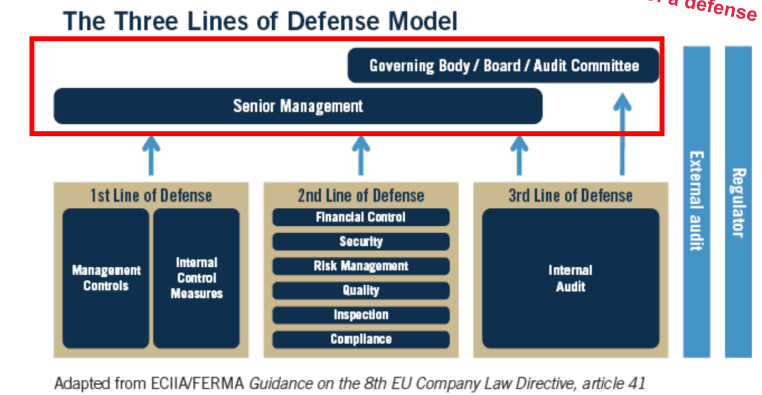 The Three Lines of Defense Model
a defense
Governing Body / Board / Audit Committee
Senior Management
1st Line of Defense
Management
Controls
Internal
Control
Measures
2nd Line of Defense
Financial Control
Security
Risk Management
Quality
Inspection
Compliance
3rd Line of Defense
Internal
Audit
External audit
Regulator
Adapted from ECIIA/FERMA Guidance on the 8th EU Company Law Directive, article 41